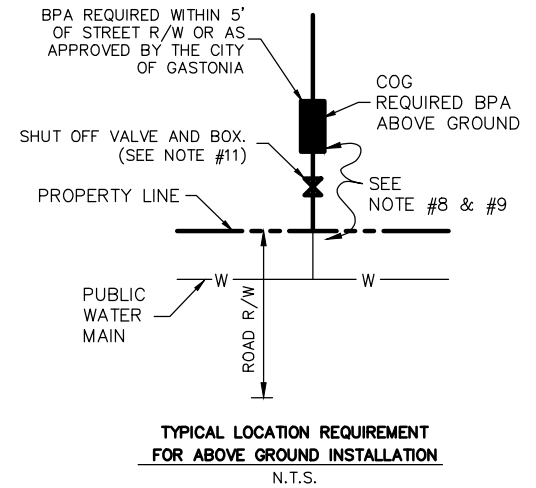 BPA REQUIRED WITHIN 5'
OF STREET R/W OR AS
APPROVED BY THE CITY
OF GASTONIA
COG
REQUIRED BPA
ABOVE GROUND
SHUT OFF VALVE AND BOX.
(SEE NOTE #11)
SEE
NOTE #8 & #9
PROPERTY LINE
W
W
PUBLIC
WATER
MAIN
ROAD R/W
TYPICAL LOCATION REQUIREMENT
FOR ABOVE GROUND INSTALLATION
N.T.S.